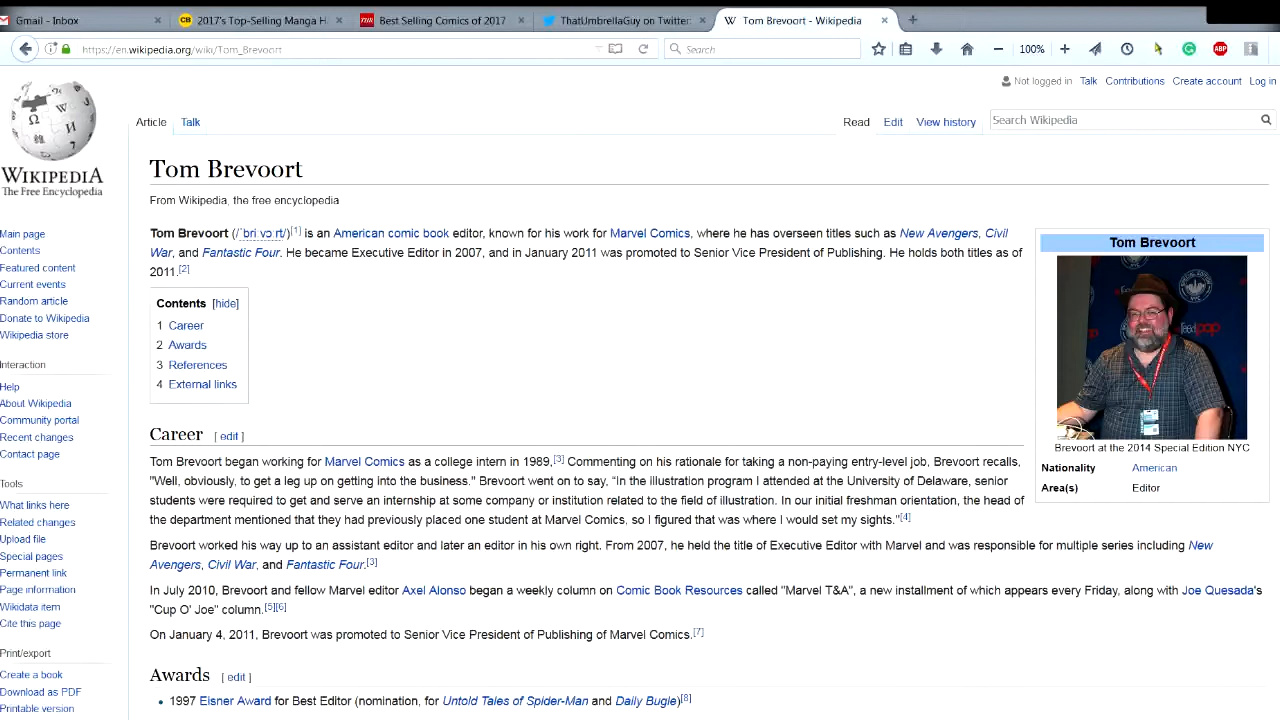 Gmail - In
2017's Top-Selling Manga
Best Selling Comics of 2017
ThatUmbrellaGuy on Twitter
Tom Brevoort - Wikipedia
https://en.wikipedia.org/wiki/Tom_Brevoort
Search
100%
ABP
Not logged in Talk Contributions Create account Log in
Article Talk
Read Edit View history
Search Wikipedia
WIKIPEDIA
The Free Encyclopedia
Main page
Contents
Featured content
Current events
Random article
Donate to Wikipedia
Wikipedia store
Interaction
Help
About Wikipedia
Community portal
Recent changes
Contact page
Tools
What links here
Related changes
Upload file
Special pages
Permanent link
Page information
Wikidata item
Cite this page
Print/export
Create a book
Download as PDF
Printable version
Tom Brevoort
From Wikipedia, the free encyclopedia
Tom Brevoort (/ˈbriːvɔːrt/)[1] is an American comic book editor, known for his work for Marvel Comics, where he has overseen titles such as New Avengers, Civil
War, and Fantastic Four. He became Executive Editor in 2007, and in January 2011 was promoted to Senior Vice President of Publishing. He holds both titles as of
2011.[2]
Contents [hide]
1 Career
2 Awards
3 References
4 External links
Career [ edit ]
Tom Brevoort began working for Marvel Comics as a college intern in 1989.[3] Commenting on his rationale for taking a non-paying entry-level job, Brevoort recalls,
"Well, obviously, to get a leg up on getting into the business." Brevoort went on to say. "In the illustration program I attended at the University of Delaware, senior
students were required to get and serve an internship at some company or institution related to the field of illustration. In our initial freshman orientation, the head of
the department mentioned that they had previously placed one student at Marvel Comics, so I figured that was where I would set my sights."[4]
Brevoort worked his way up to an assistant editor and later an editor in his own right. From 2007, he held the title of Executive Editor with Marvel and was responsible for multiple series including New
Avengers, Civil War, and Fantastic Four.[3]
In July 2010, Brevoort and fellow Marvel editor Axel Alonso began a weekly column on Comic Book Resources called "Marvel T&A", a new installment of which appears every Friday, along with Joe Quesada's
"Cup O' Joe" column.[5][6]
On January 4, 2011, Brevoort was promoted to Senior Vice President of Publishing of Marvel Comics.[7]
Awards [ edit ]
• 1997 Eisner Award for Best Editor (nomination, for Untold Tales of Spider-Man and Daily Bugle)[8]
Tom Brevoort
SPECIAL EDITION
NYC
Brevoort at the 2014 Special Edition NYC
Nationality American
Area(s) Editor